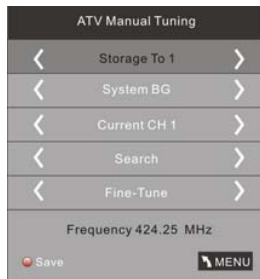 ATV Manual Tuning
Storage To 1
System BG
Current CH 1
Search
Fine-Tune
Frequency 424.25 MHz
Save
MENU